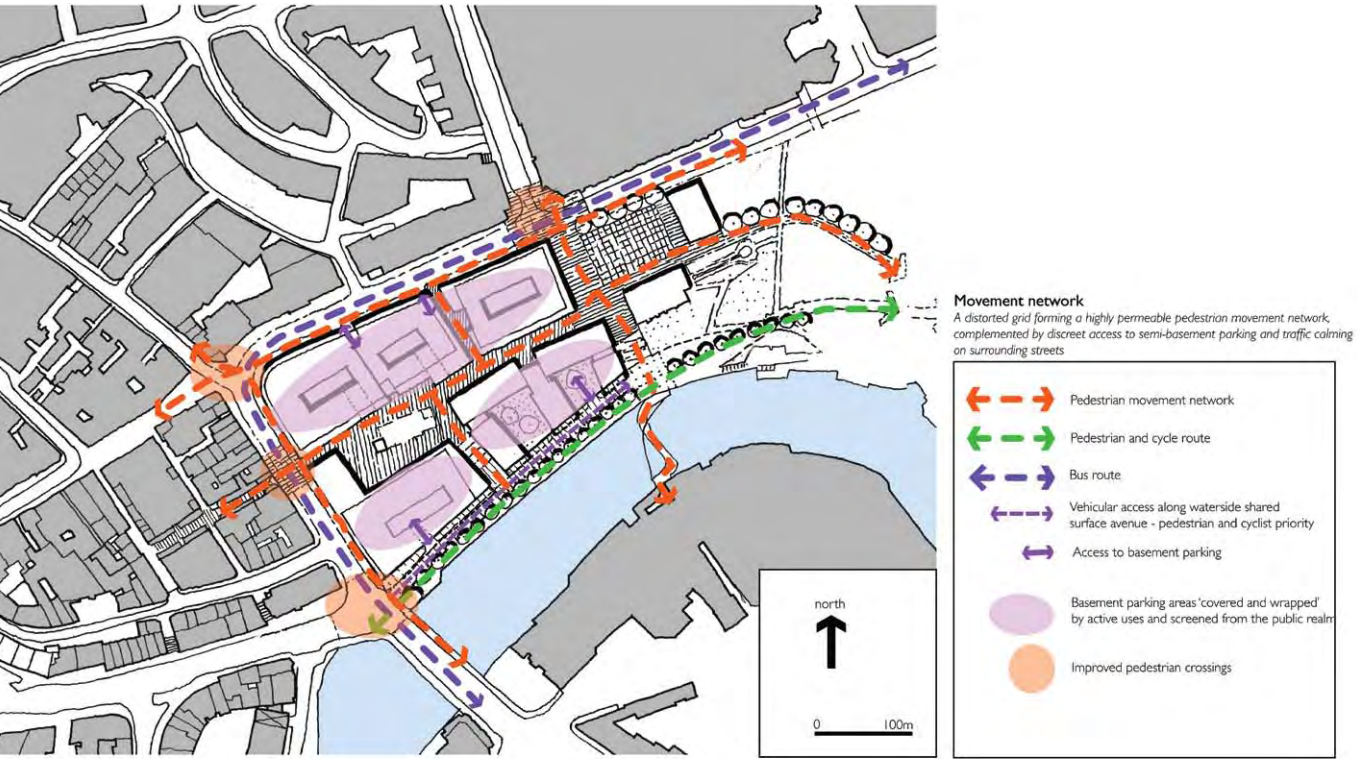 Movement network
A distorted grid forming a highly permeable pedestrian movement network,
complemented by discreet access to semi-basement parking and traffic calming
on surrounding streets
Pedestrian movement network
Pedestrian and cycle route
Bus route
Vehicular access along waterside shared
surface avenue - pedestrian and cyclist priority
Access to basement parking
Basement parking areas 'covered and wrapped'
by active uses and screened from the public realm
Improved pedestrian crossings
north
0 100m